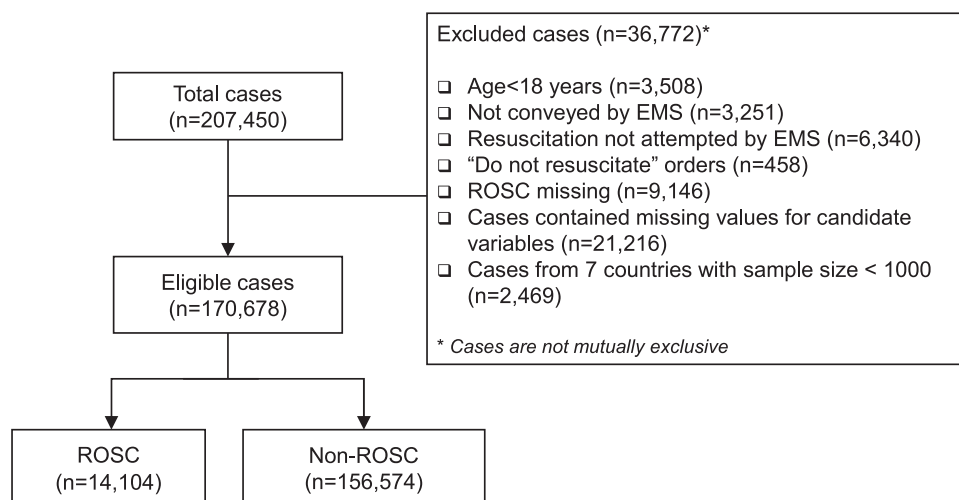 Total cases
(n=207,450)
Excluded cases (n=36,772)*
❑ Age<18 years (n=3,508)
❑ Not conveyed by EMS (n=3,251)
❑ Resuscitation not attempted by EMS (n=6,340)
❑ “Do not resuscitate” orders (n=458)
❑ ROSC missing (n=9,146)
❑ Cases contained missing values for candidate
variables (n=21,216)
❑ Cases from 7 countries with sample size < 1000
(n=2,469)
* Cases are not mutually exclusive
Eligible cases
(n=170,678)
ROSC
(n=14,104)
Non-ROSC
(n=156,574)